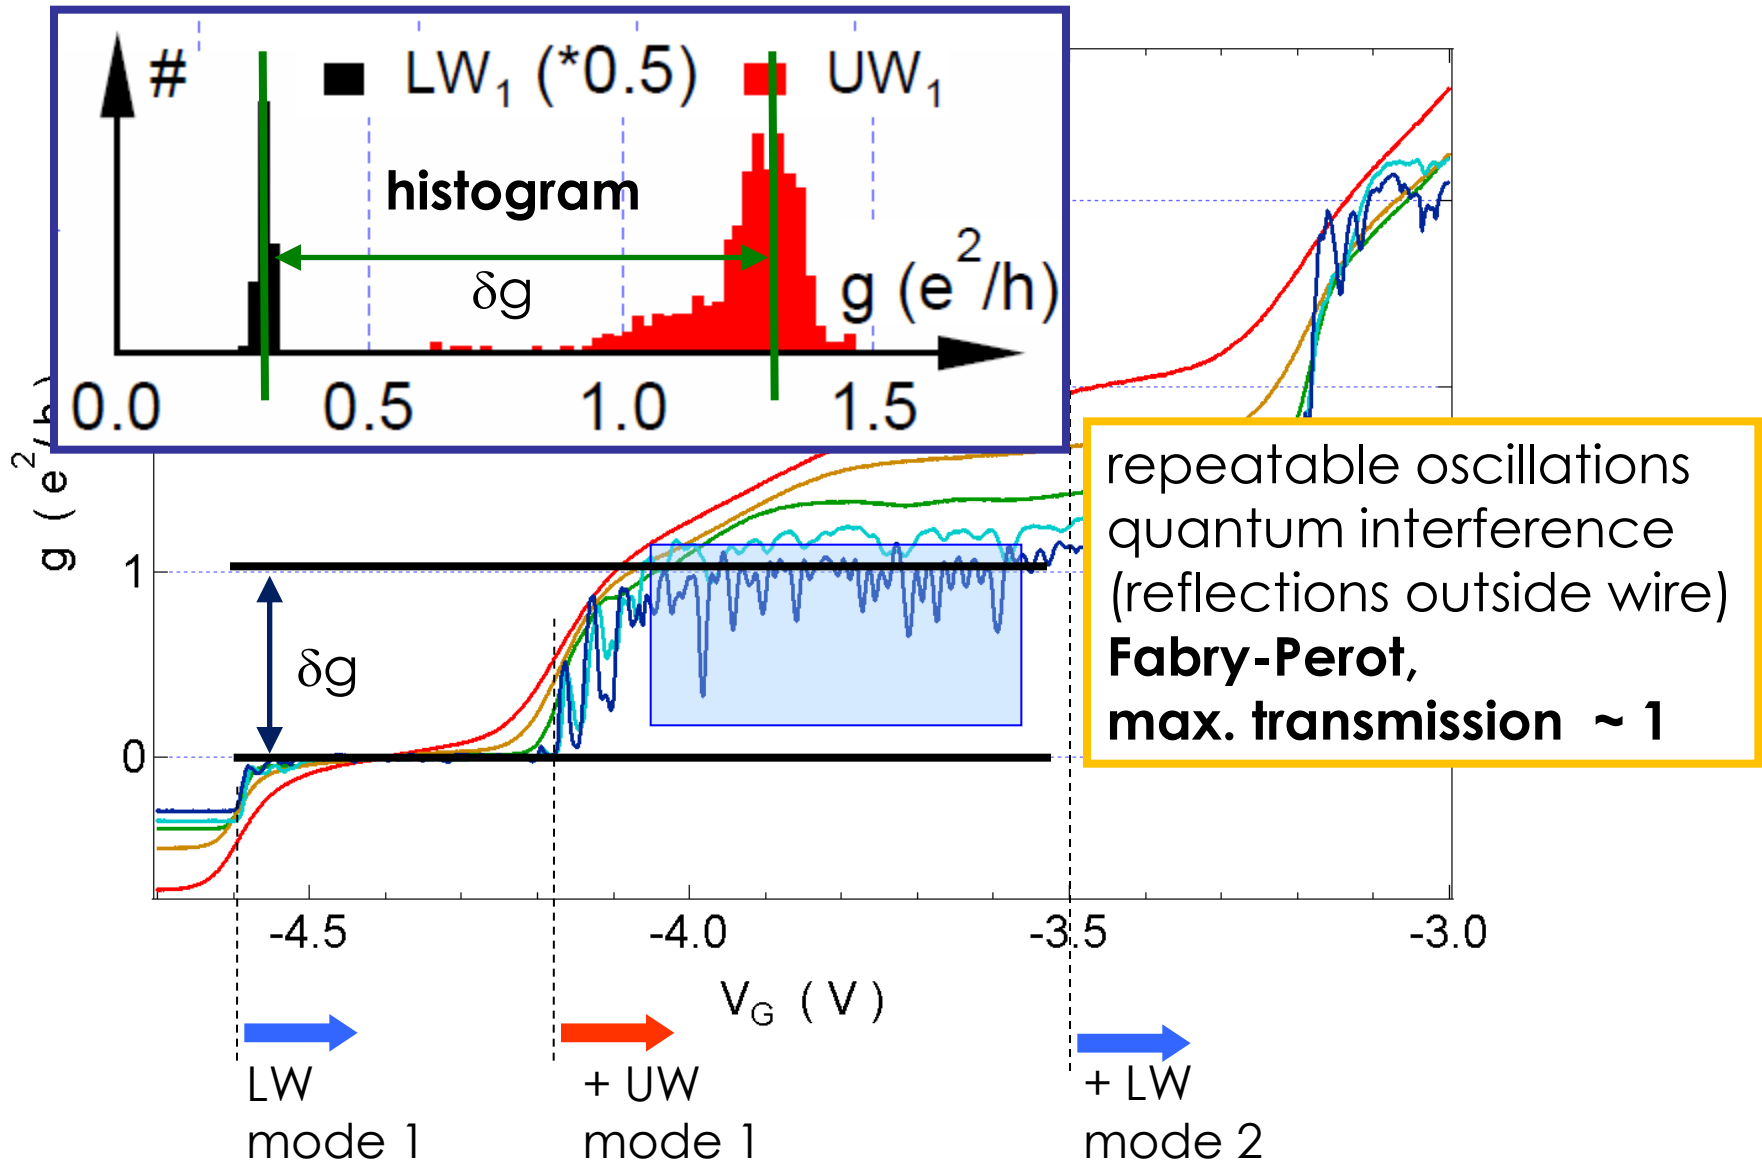 #
LW₁ (*0.5)
UW₁
histogram
δg
g (e²/h)
0.0
0.5
1.0
1.5
g ( e² / h )
1
0
δg
repeatable oscillations
quantum interference
(reflections outside wire)
Fabry-Perot,
max. transmission ~ 1
-4.5
-4.0
-3.5
-3.0
V_G ( V )
LW
mode 1
+ UW
mode 1
+ LW
mode 2